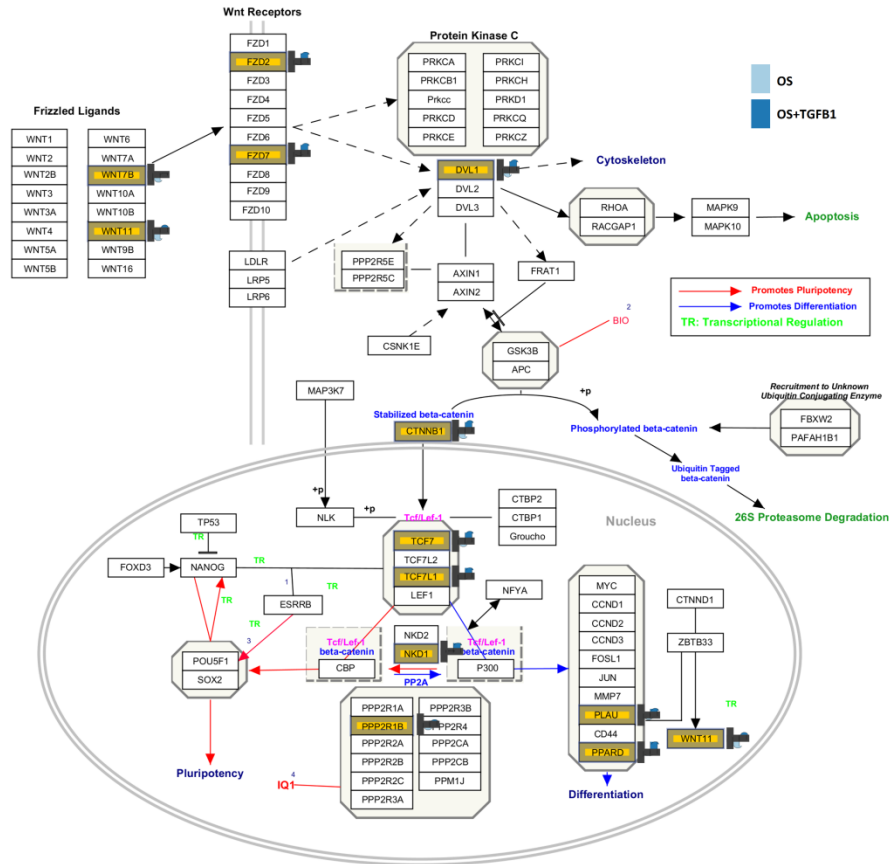 Wnt Receptors
FZD1
FZD2
FZD3
FZD4
FZD5
FZD6
FZD7
FZD8
FZD9
FZD10
LDLR
LRP5
LRP6
Frizzled Ligands
WNT1
WNT2
WNT2B
WNT3
WNT3A
WNT4
WNT5A
WNT5B
WNT6
WNT7A
WNT7B
WNT10A
WNT10B
WNT11
WNT9B
WNT16
Protein Kinase C
PRKCA
PRKCB1
Prkcc
PRKCD
PRKCE
PRKCI
PRKCH
PRKD1
PRKCQ
PRKCZ
OS
OS+TGFB1
DVL1
DVL2
DVL3
Cytoskeleton
RHOA
RACGAP1
MAPK9
MAPK10
Apoptosis
PPP2R5E
PPP2R5C
AXIN1
AXIN2
FRAT1
CSNK1E
GSK3B
APC
BIO
2
Promotes Pluripotency
Promotes Differentiation
TR: Transcriptional Regulation
MAP3K7
+p
Stabilized beta-catenin
CTNNB1
+p
Phosphorylated beta-catenin
Recruitment to Unknown
Ubiquitin Conjugating Enzyme
FBXW2
PAFAH1B1
Ubiquitin Tagged
beta-catenin
26S Proteasome Degradation
Nucleus
NLK
+p
Tcf/Lef-1
CTBP2
CTBP1
Groucho
TCF7
TCF7L2
TCF7L1
LEF1
TP53
TR
FOXD3
NANOG
TR
1
TR
ESRRB
TR
3
POU5F1
SOX2
Pluripotency
NFYA
Tcf/Lef-1
beta-catenin
CBP
NKD2
NKD1
PP2A
Tcf/Lef-1
beta-catenin
P300
PPP2R1A
PPP2R1B
PPP2R2A
PPP2R2B
PPP2R2C
PPP2R3A
PPP2R3B
PPP2R4
PPP2CA
PPP2CB
PPM1J
IQ1
4
MYC
CCND1
CCND2
CCND3
FOSL1
JUN
MMP7
PLAU
CD44
PPARD
Differentiation
CTNND1
ZBTB33
TR
WNT11